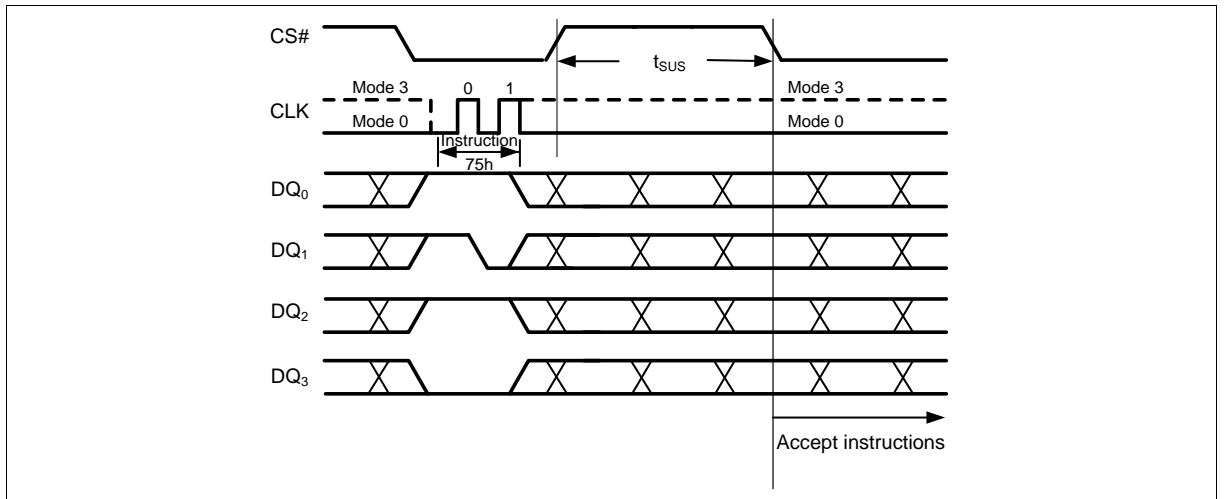 CS#
tSUS
Mode 3 0 1 Mode 3
CLK
Mode 0 Mode 0
Instruction
75h
DQ0
DQ1
DQ2
DQ3
Accept instructions